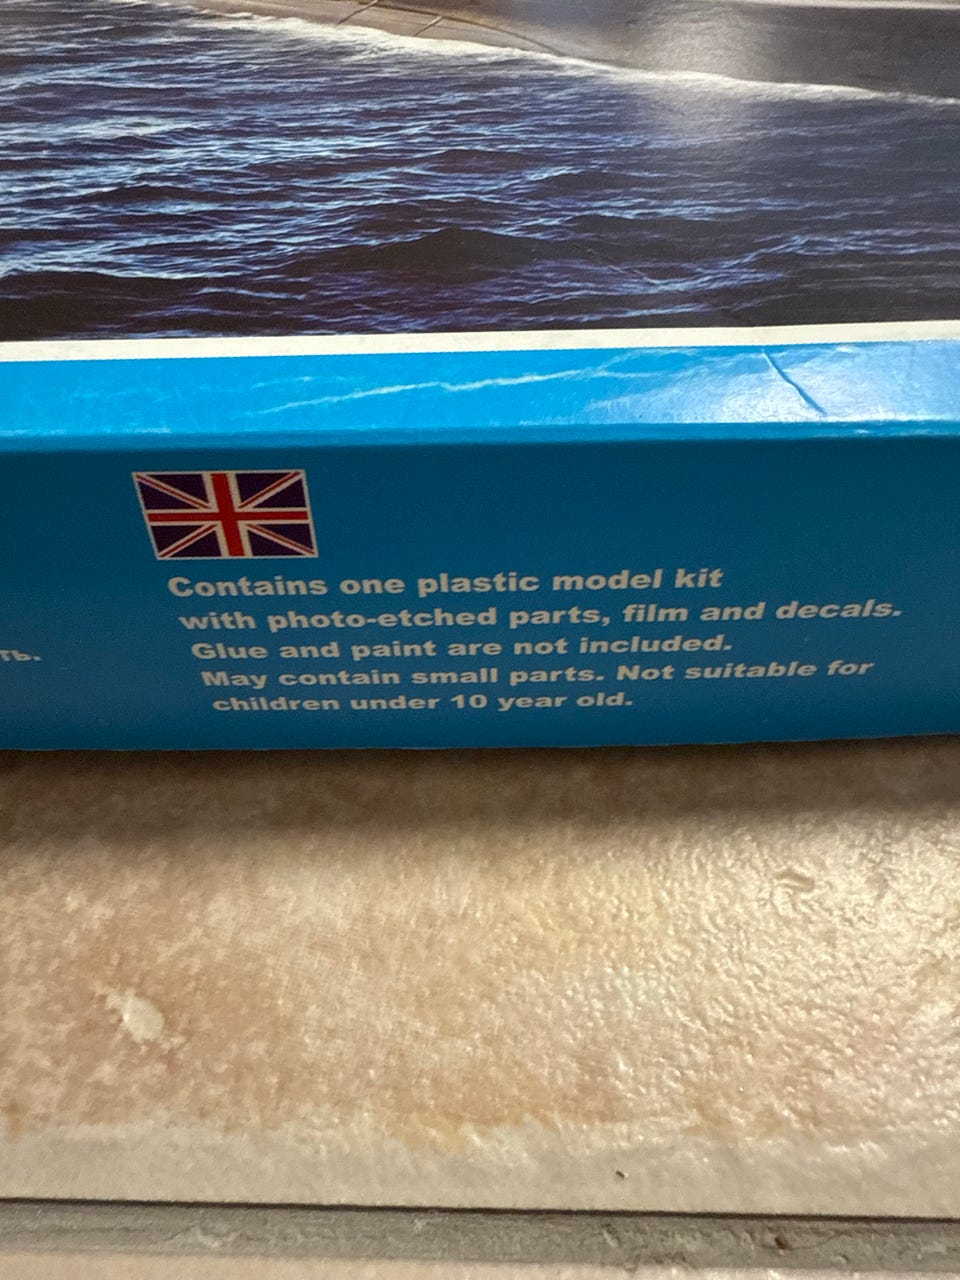 Contains one plastic model kit
with photo-etched parts, film and decals.
Glue and paint are not included.
May contain small parts. Not suitable for
children under 10 year old.